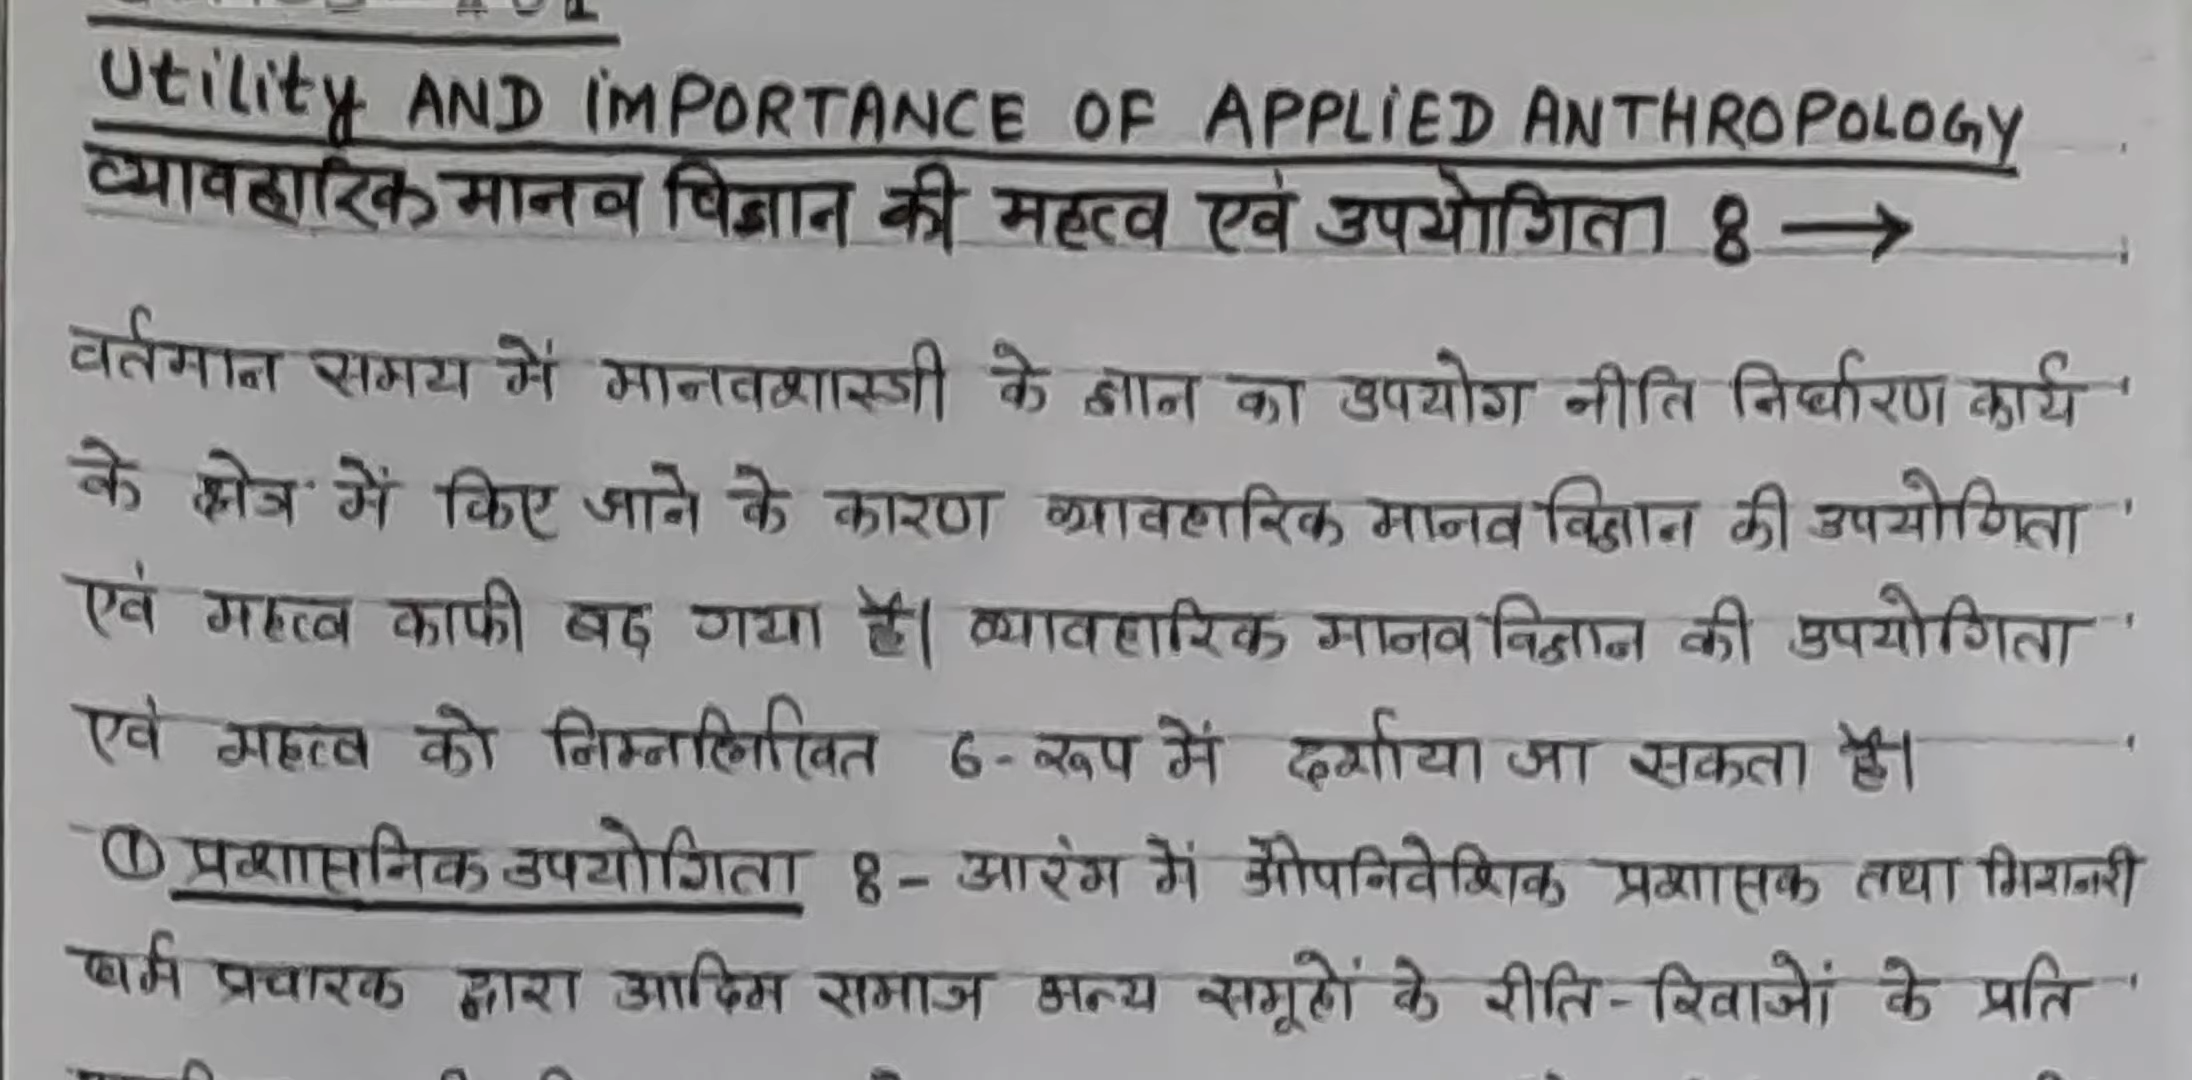 Utility AND IMPORTANCE OF APPLIED ANTHROPOLOGY
व्यावहारिक मानव विज्ञान की महत्व एवं उपयोगिता :→
वर्तमान समय में मानवशास्त्री के ज्ञान का उपयोग नीति निर्धारण कार्य
के क्षेत्र में किए जाने के कारण व्यावहारिक मानव विज्ञान की उपयोगिता
एवं महत्व काफी बढ़ गया है। व्यावहारिक मानव विज्ञान की उपयोगिता
एवं महत्व को निम्नलिखित 6-रूप में दर्शाया जा सकता है।
① प्रशासनिक उपयोगिता :- आरंभ में औपनिवेशिक प्रशासक तथा मिशनरी
धर्म प्रचारक द्वारा आदिम समाज अन्य समूहों के रीति-रिवाजों के प्रति